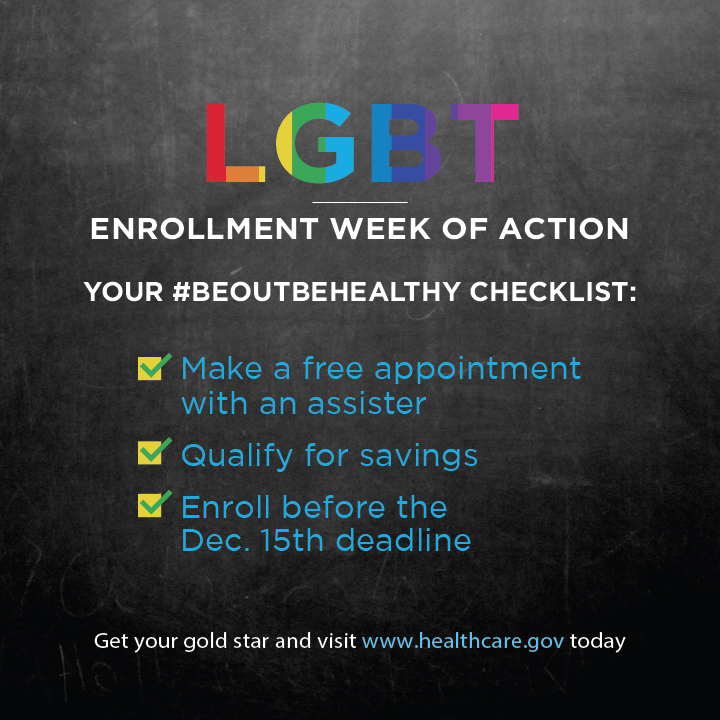 LGBT
ENROLLMENT WEEK OF ACTION
YOUR #BEOUTBEHEALTHY CHECKLIST:
Make a free appointment
with an assister
Qualify for savings
Enroll before the
Dec. 15th deadline
Get your gold star and visit www.healthcare.gov today